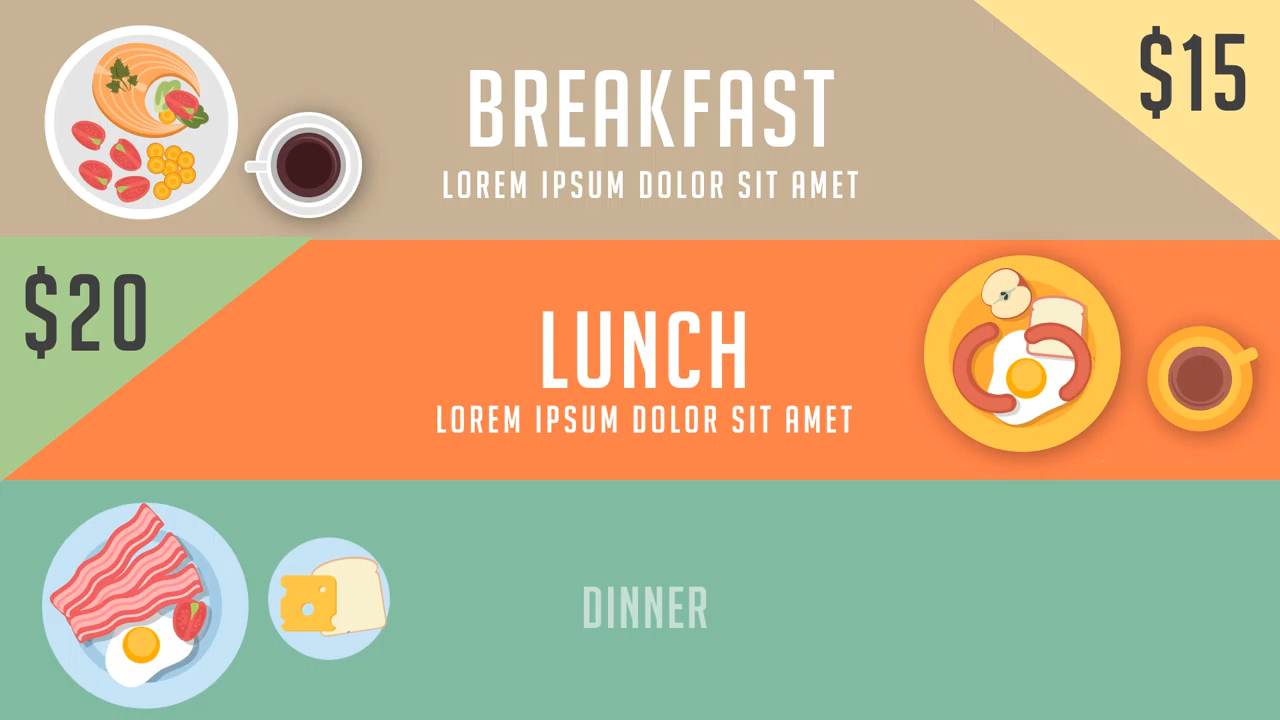 BREAKFAST
LOREM IPSUM DOLOR SIT AMET
$15
$20
LUNCH
LOREM IPSUM DOLOR SIT AMET
DINNER